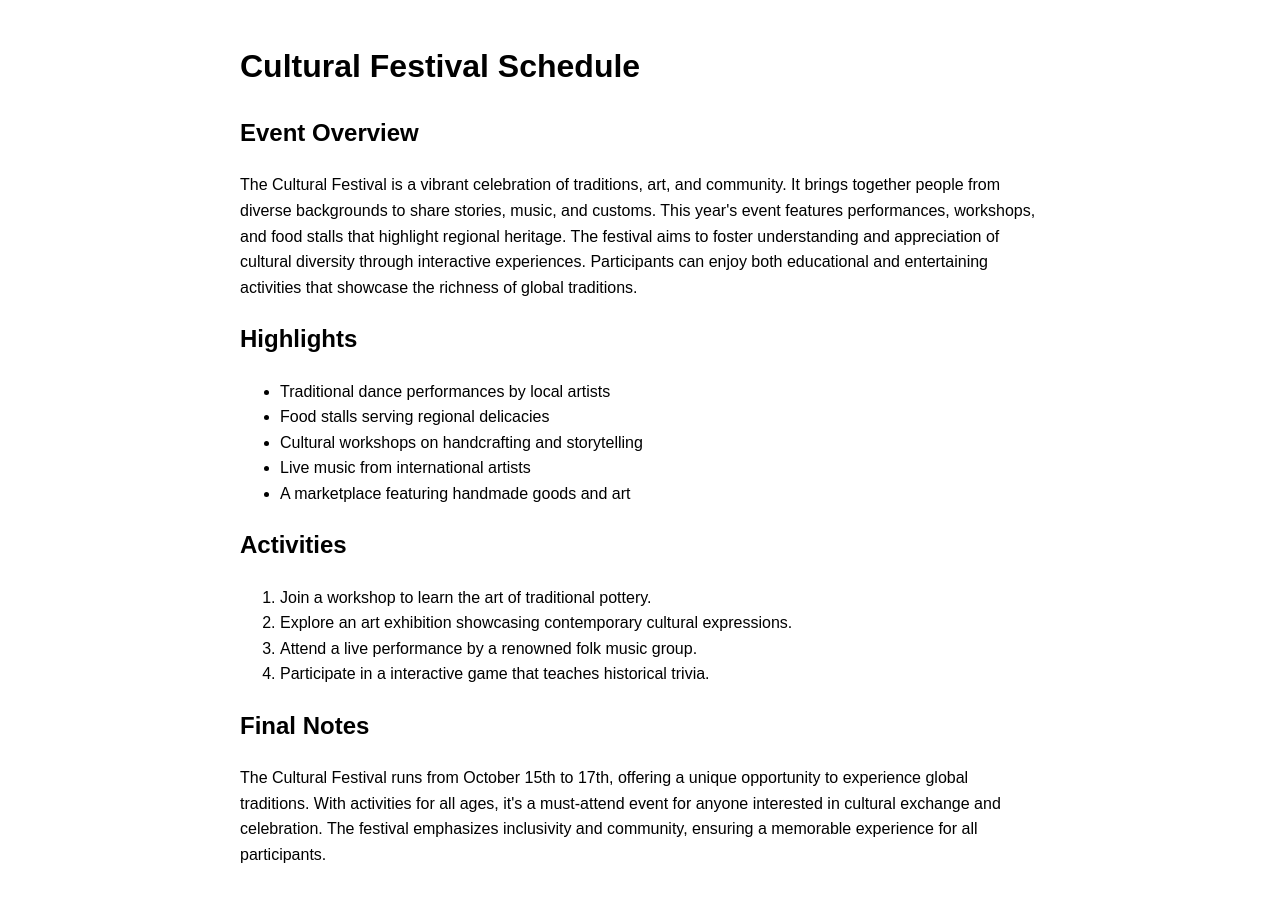 Cultural Festival Schedule
Event Overview
The Cultural Festival is a vibrant celebration of traditions, art, and community. It brings together people from
diverse backgrounds to share stories, music, and customs. This year's event features performances, workshops,
and food stalls that highlight regional heritage. The festival aims to foster understanding and appreciation of
cultural diversity through interactive experiences. Participants can enjoy both educational and entertaining
activities that showcase the richness of global traditions.
Highlights
• Traditional dance performances by local artists
• Food stalls serving regional delicacies
• Cultural workshops on handcrafting and storytelling
• Live music from international artists
• A marketplace featuring handmade goods and art
Activities
1. Join a workshop to learn the art of traditional pottery.
2. Explore an art exhibition showcasing contemporary cultural expressions.
3. Attend a live performance by a renowned folk music group.
4. Participate in a interactive game that teaches historical trivia.
Final Notes
The Cultural Festival runs from October 15th to 17th, offering a unique opportunity to experience global
traditions. With activities for all ages, it's a must-attend event for anyone interested in cultural exchange and
celebration. The festival emphasizes inclusivity and community, ensuring a memorable experience for all
participants.